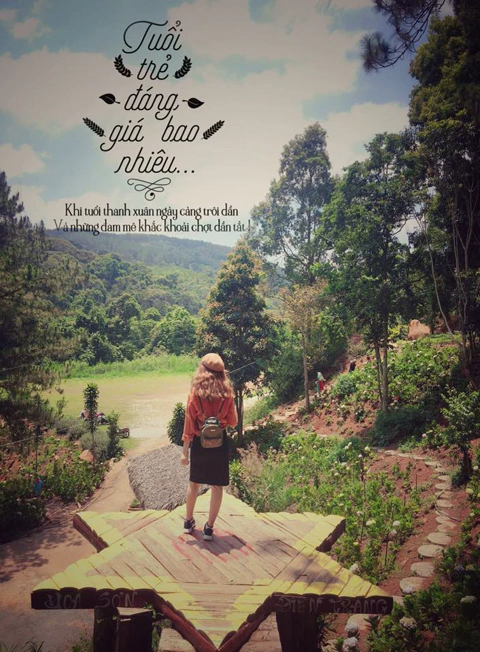 Tuổi
trẻ
đáng
giá bao
nhiêu...
Khi tuổi thanh xuân ngày càng trôi dần
Và những đam mê khắc khoải chợt dần tắt !